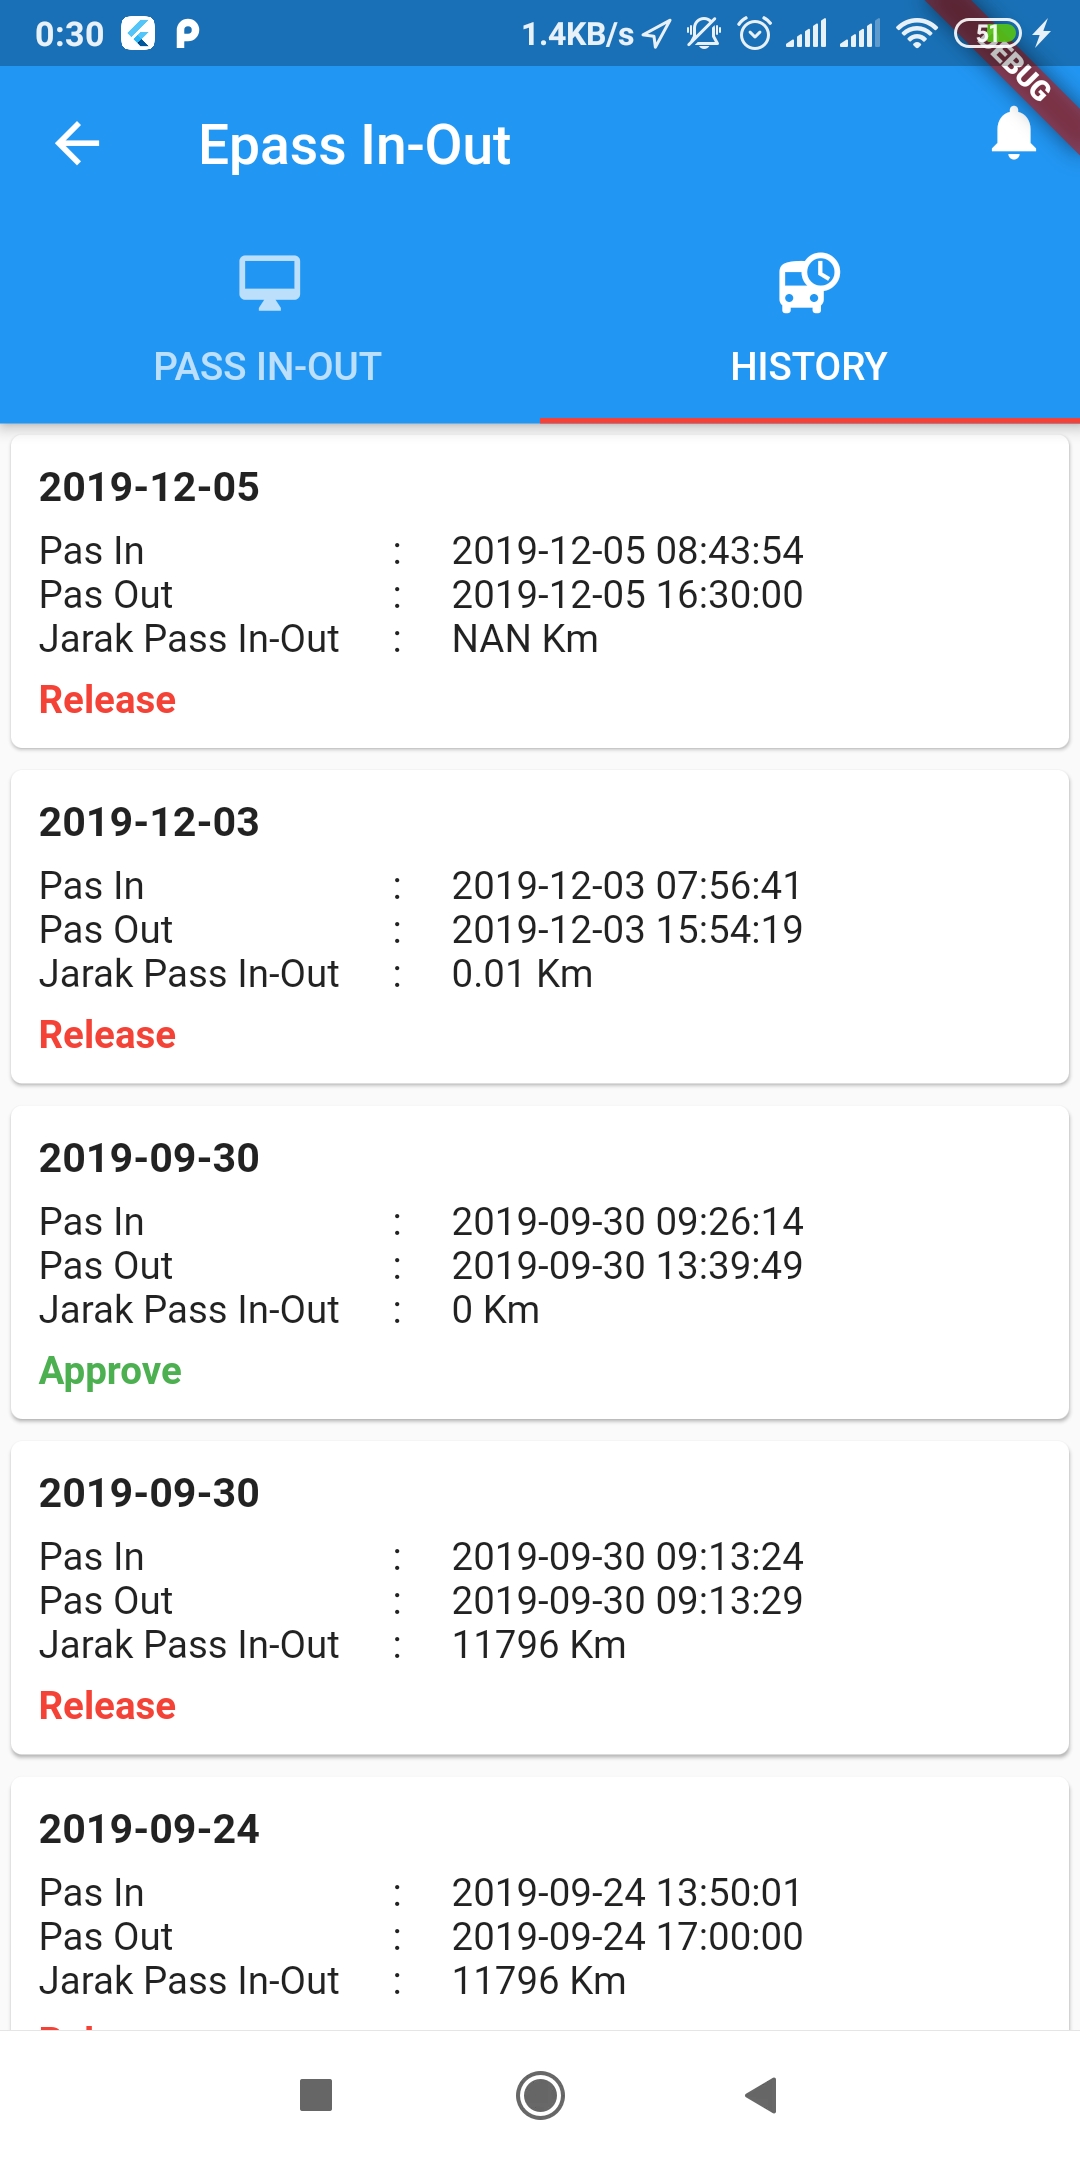 0:30 1.4KB/s 51
DEBUG
Epass In-Out
PASS IN-OUT HISTORY
2019-12-05
Pas In : 2019-12-05 08:43:54
Pas Out : 2019-12-05 16:30:00
Jarak Pass In-Out : NAN Km
Release
2019-12-03
Pas In : 2019-12-03 07:56:41
Pas Out : 2019-12-03 15:54:19
Jarak Pass In-Out : 0.01 Km
Release
2019-09-30
Pas In : 2019-09-30 09:26:14
Pas Out : 2019-09-30 13:39:49
Jarak Pass In-Out : 0 Km
Approve
2019-09-30
Pas In : 2019-09-30 09:13:24
Pas Out : 2019-09-30 09:13:29
Jarak Pass In-Out : 11796 Km
Release
2019-09-24
Pas In : 2019-09-24 13:50:01
Pas Out : 2019-09-24 17:00:00
Jarak Pass In-Out : 11796 Km